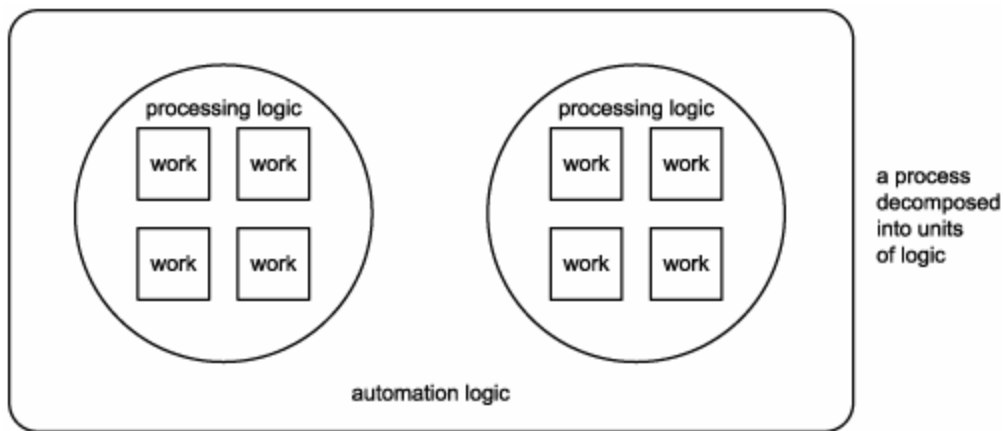 processing logic
work work
work work
processing logic
work work
work work
automation logic
a process
decomposed
into units
of logic